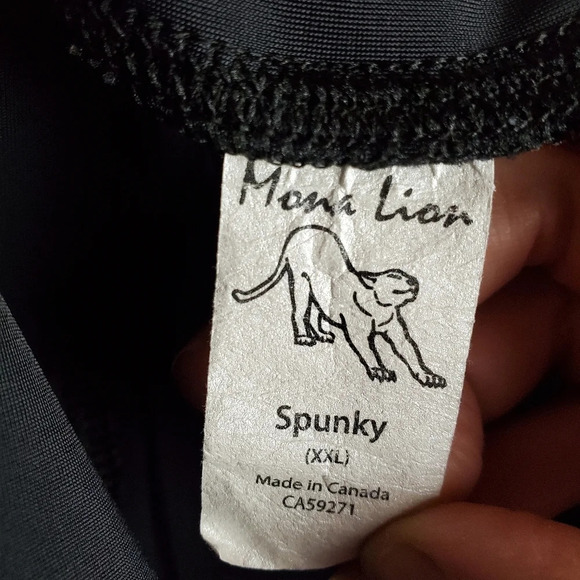 Mona Lion
Spunky
(XXL)
Made in Canada
CA59271